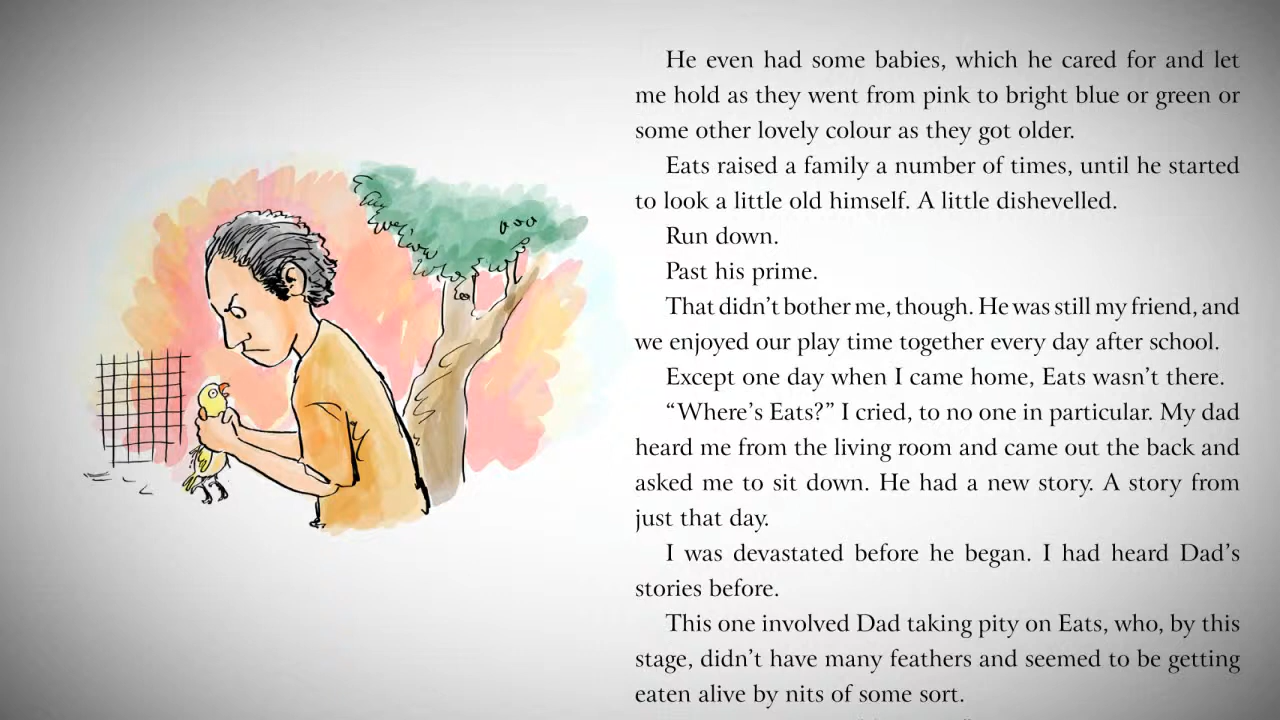 He even had some babies, which he cared for and let
me hold as they went from pink to bright blue or green or
some other lovely colour as they got older.
Eats raised a family a number of times, until he started
to look a little old himself. A little dishevelled.
Run down.
Past his prime.
That didn’t bother me, though. He was still my friend, and
we enjoyed our play time together every day after school.
Except one day when I came home, Eats wasn’t there.
“Where’s Eats?” I cried, to no one in particular. My dad
heard me from the living room and came out the back and
asked me to sit down. He had a new story. A story from
just that day.
I was devastated before he began. I had heard Dad’s
stories before.
This one involved Dad taking pity on Eats, who, by this
stage, didn’t have many feathers and seemed to be getting
eaten alive by nits of some sort.